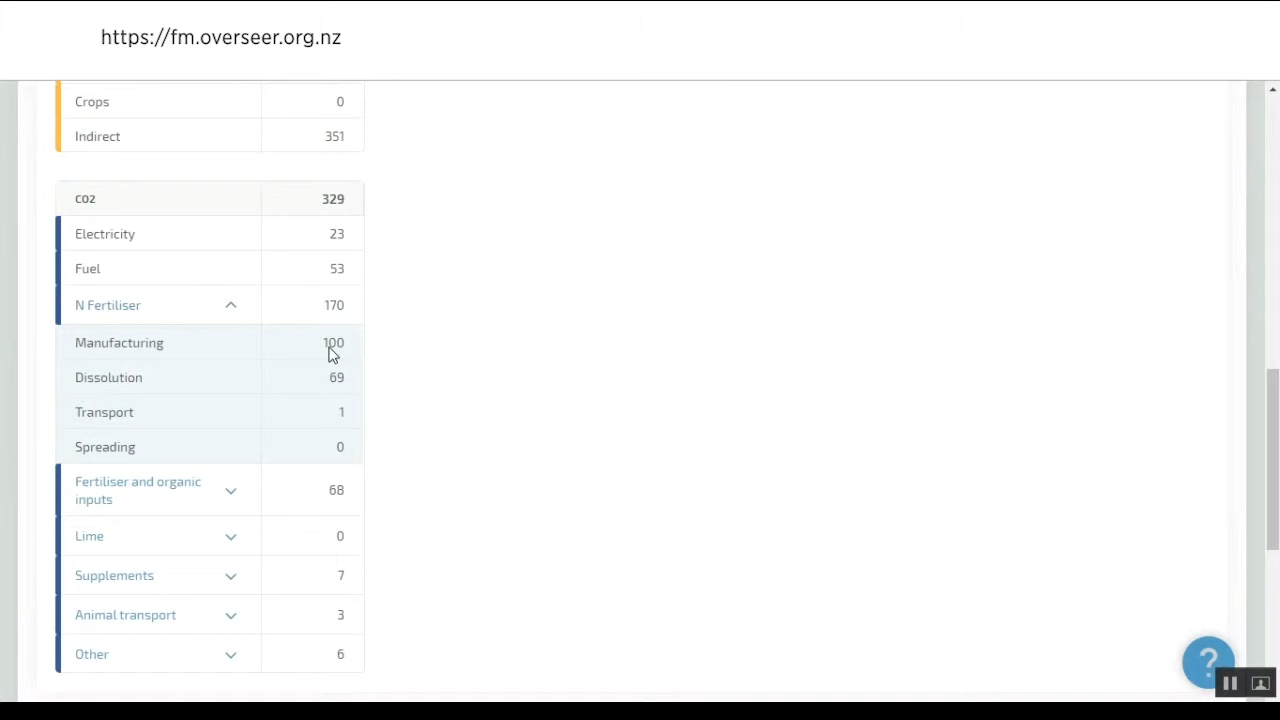 https://fm.overseer.org.nz
Crops 0
Indirect 351
CO2 329
Electricity 23
Fuel 53
N Fertiliser 170
Manufacturing 100
Dissolution 69
Transport 1
Spreading 0
Fertiliser and organic
inputs 68
Lime 0
Supplements 7
Animal transport 3
Other 6
?